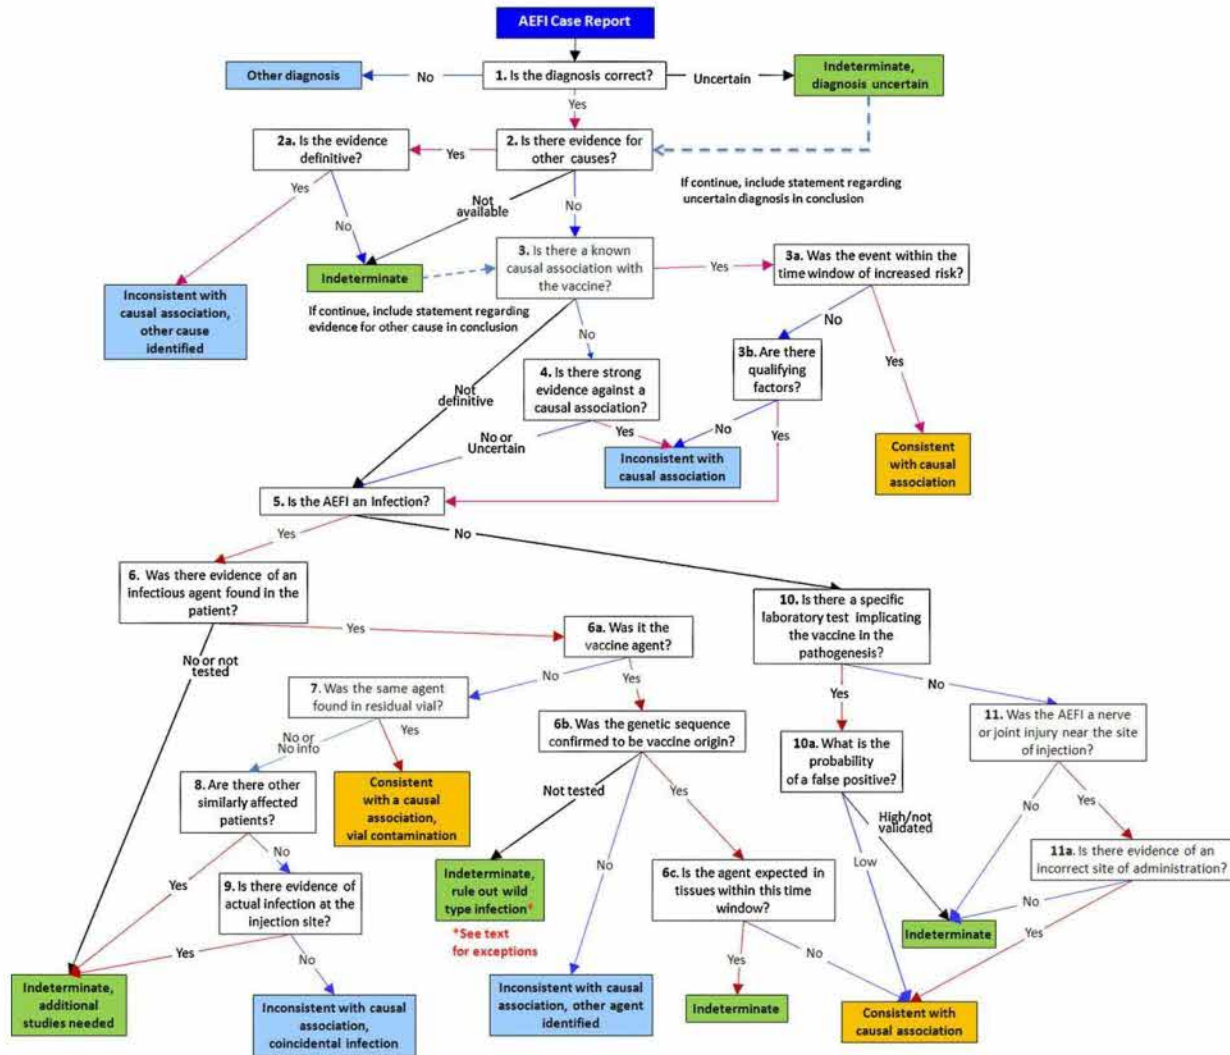 AEFI Case Report
Other diagnosis
No
1. Is the diagnosis correct?
Uncertain
Indeterminate,
diagnosis uncertain
Yes
2a. Is the evidence
definitive?
Yes
2. Is there evidence for
other causes?
If continue, include statement regarding
uncertain diagnosis in conclusion
Yes
No
Not
available
No
3. Is there a known
causal association with
the vaccine?
Yes
3a. Was the event within the
time window of increased risk?
Indeterminate
Inconsistent with
causal association,
other cause
identified
If continue, include statement regarding
evidence for other cause in conclusion
No
No
Yes
3b. Are there
qualifying
factors?
4. Is there strong
evidence against a
causal association?
Not
definitive
No or
Uncertain
Yes
No
Yes
Inconsistent with
causal association
Consistent
with causal
association
5. Is the AEFI an Infection?
Yes
No
6. Was there evidence of an
infectious agent found in the
patient?
Yes
6a. Was it the
vaccine agent?
10. Is there a specific
laboratory test implicating
the vaccine in the
pathogenesis?
No or not
tested
No
Yes
Yes
No
7. Was the same agent
found in residual vial?
6b. Was the genetic sequence
confirmed to be vaccine origin?
10a. What is the
probability
of a false positive?
11. Was the AEFI a nerve
or joint injury near the site
of injection?
No or
No info
Yes
8. Are there other
similarly affected
patients?
Consistent
with a causal
association,
vial contamination
Not tested
Yes
No
High/not
validated
No
Yes
Low
11a. Is there evidence of an
incorrect site of administration?
No
Yes
9. Is there evidence of
actual infection at the
injection site?
Indeterminate,
rule out wild
type infection*
*See text
for exceptions
6c. Is the agent expected in
tissues within this time
window?
No
Indeterminate
Yes
Yes
No
Yes
No
Indeterminate,
additional
studies needed
Inconsistent with causal
association,
coincidental infection
Inconsistent with causal
association, other agent
identified
Indeterminate
Consistent with
causal association